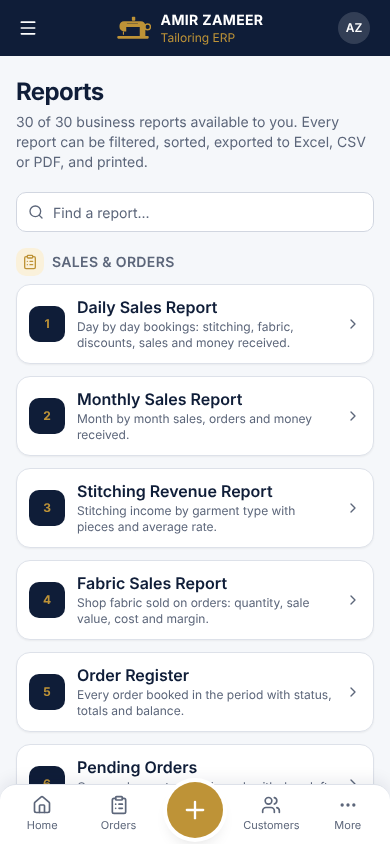 AMIR ZAMEER
Tailoring ERP
AZ
Reports
30 of 30 business reports available to you. Every
report can be filtered, sorted, exported to Excel, CSV
or PDF, and printed.
Find a report...
SALES & ORDERS
1
Daily Sales Report
Day by day bookings: stitching, fabric,
discounts, sales and money received.
2
Monthly Sales Report
Month by month sales, orders and money
received.
3
Stitching Revenue Report
Stitching income by garment type with
pieces and average rate.
4
Fabric Sales Report
Shop fabric sold on orders: quantity, sale
value, cost and margin.
5
Order Register
Every order booked in the period with status,
totals and balance.
6
Pending Orders
Home
Orders
Customers
More